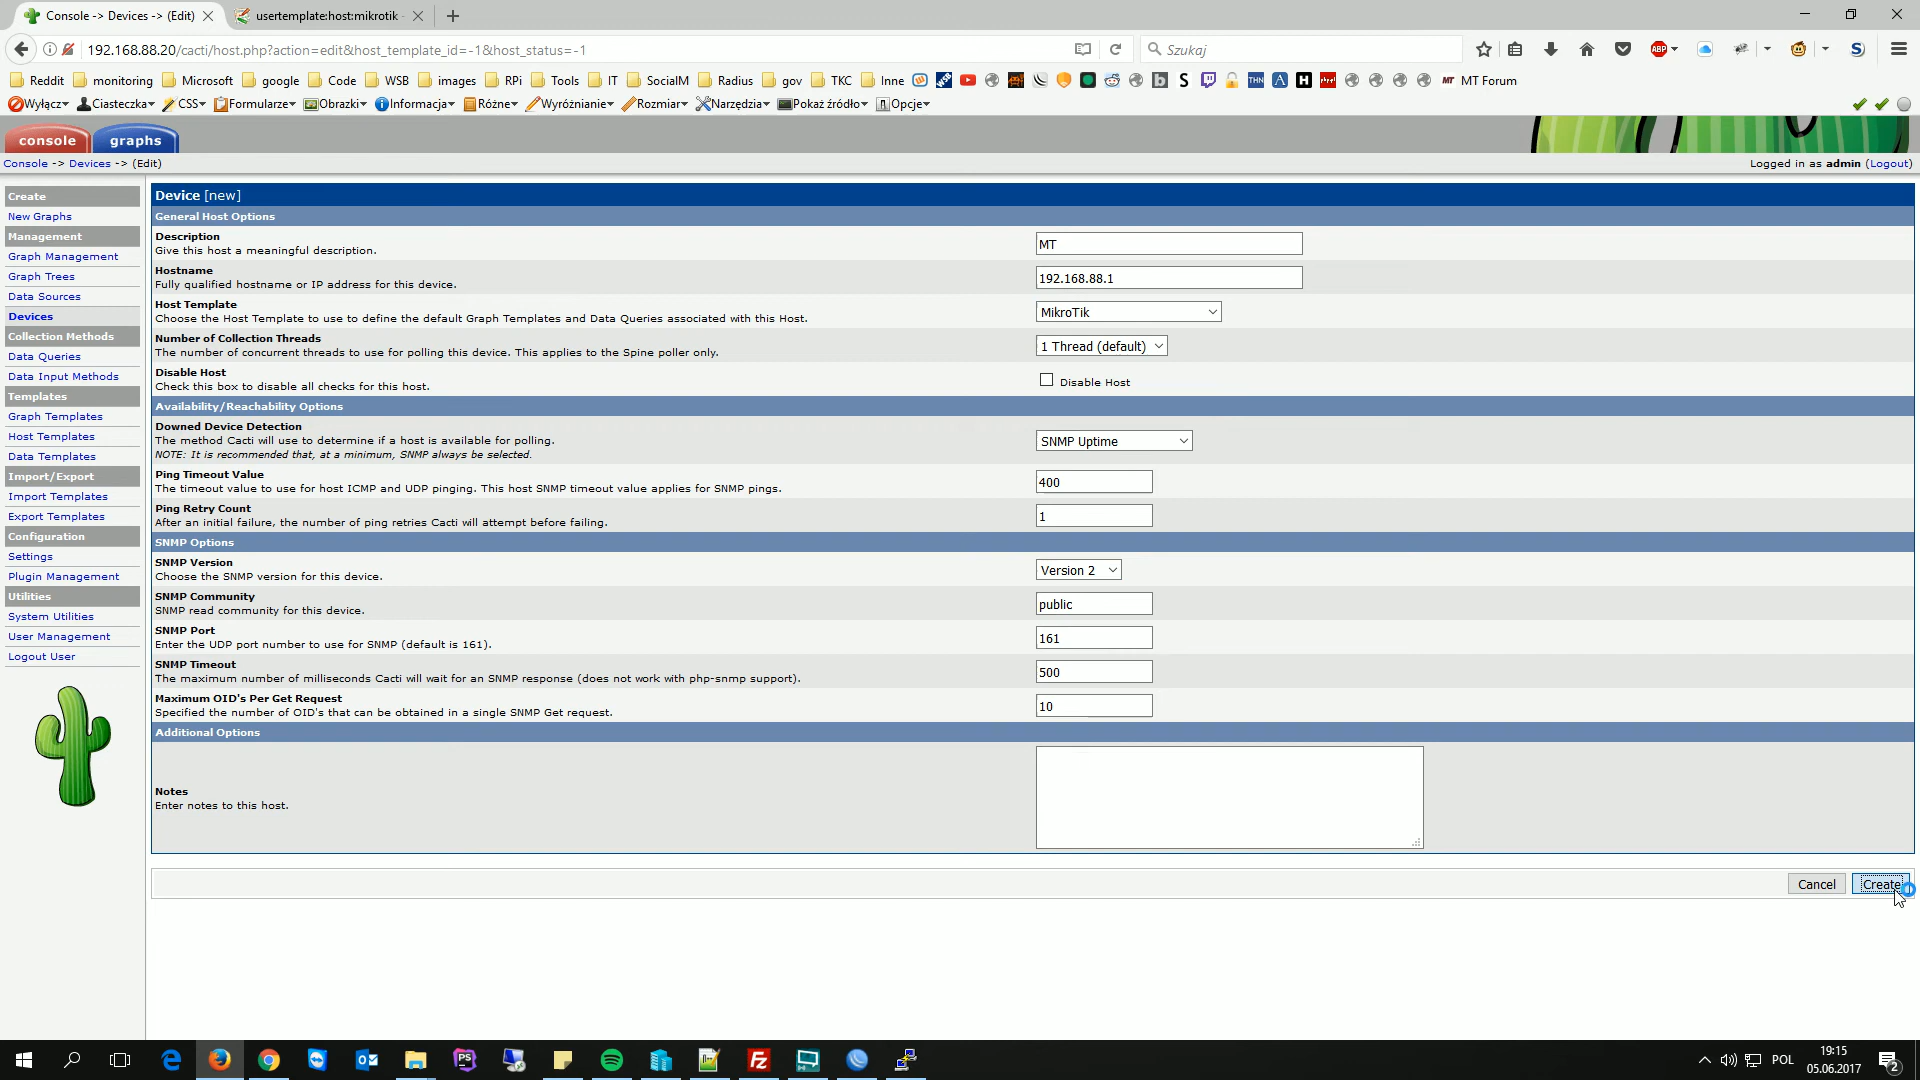 Console -> Devices -> (Edit)
usertemplate:host:mikrotik
192.168.88.20/cacti/host.php?action=edit&host_template_id=-1&host_status=-1
Szukaj
ABP
Reddit monitoring Microsoft google Code WSB images RPi Tools IT SocialM Radius gov TKC Inne MT MT Forum
Wyłącz Ciasteczka CSS Formularze Obrazki Informacja Różne Wyróżnianie Rozmiar Narzędzia Pokaż źródło Opcje
console graphs
Console -> Devices -> (Edit)
Logged in as admin (Logout)
Create
New Graphs
Management
Graph Management
Graph Trees
Data Sources
Devices
Collection Methods
Data Queries
Data Input Methods
Templates
Graph Templates
Host Templates
Data Templates
Import/Export
Import Templates
Export Templates
Configuration
Settings
Plugin Management
Utilities
System Utilities
User Management
Logout User
Device [new]
General Host Options
Description
Give this host a meaningful description.
MT
Hostname
Fully qualified hostname or IP address for this device.
192.168.88.1
Host Template
Choose the Host Template to use to define the default Graph Templates and Data Queries associated with this Host.
MikroTik
Number of Collection Threads
The number of concurrent threads to use for polling this device. This applies to the Spine poller only.
1 Thread (default)
Disable Host
Check this box to disable all checks for this host.
Disable Host
Availability/Reachability Options
Downed Device Detection
The method Cacti will use to determine if a host is available for polling.
NOTE: It is recommended that, at a minimum, SNMP always be selected.
SNMP Uptime
Ping Timeout Value
The timeout value to use for host ICMP and UDP pinging. This host SNMP timeout value applies for SNMP pings.
400
Ping Retry Count
After an initial failure, the number of ping retries Cacti will attempt before failing.
1
SNMP Options
SNMP Version
Choose the SNMP version for this device.
Version 2
SNMP Community
SNMP read community for this device.
public
SNMP Port
Enter the UDP port number to use for SNMP (default is 161).
161
SNMP Timeout
The maximum number of milliseconds Cacti will wait for an SNMP response (does not work with php-snmp support).
500
Maximum OID's Per Get Request
Specified the number of OID's that can be obtained in a single SNMP Get request.
10
Additional Options
Notes
Enter notes to this host.
Cancel
Create
POL
19:15
05.06.2017
2